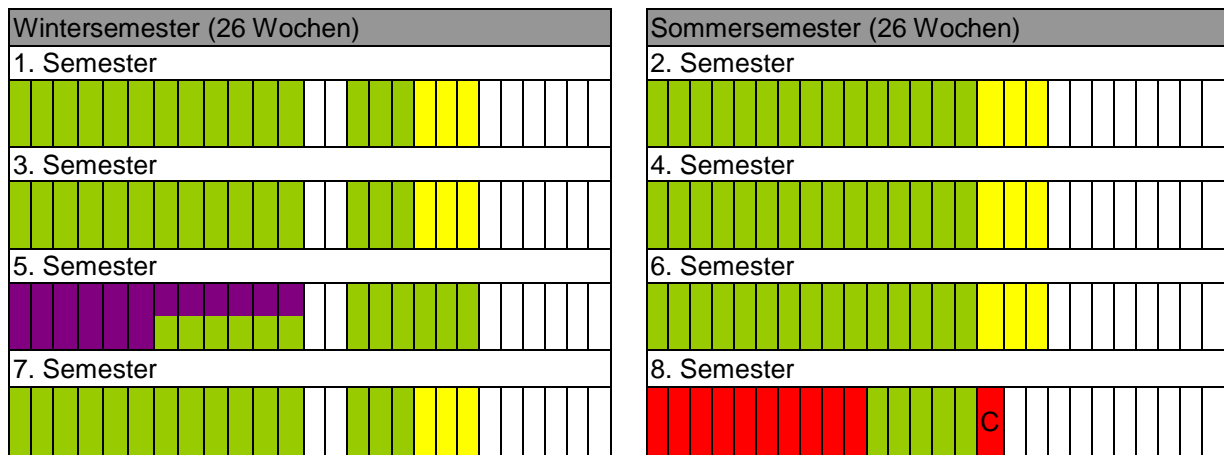 Wintersemester (26 Wochen)
Sommersemester (26 Wochen)
1. Semester
2. Semester
3. Semester
4. Semester
5. Semester
6. Semester
7. Semester
8. Semester
C